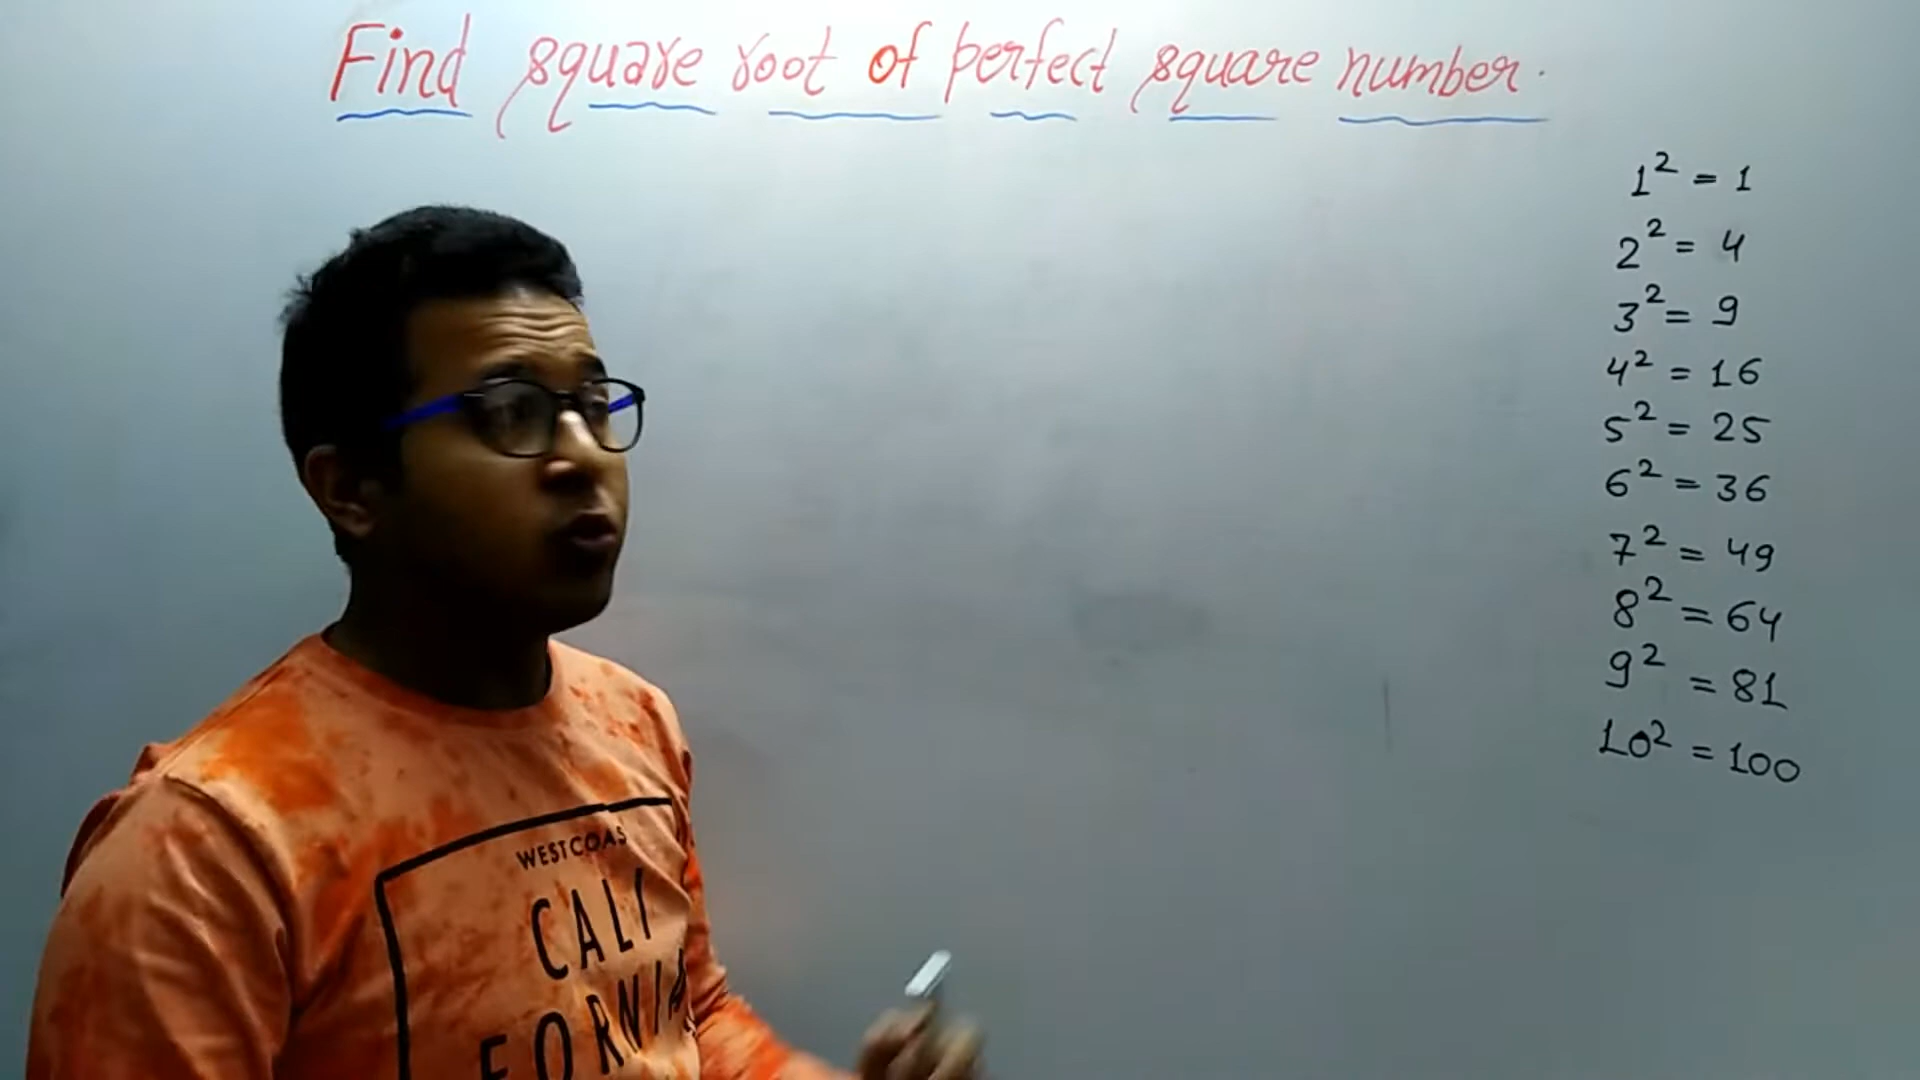 Find square root of perfect square number.
1² = 1
2² = 4
3² = 9
4² = 16
5² = 25
6² = 36
7² = 49
8² = 64
9² = 81
10² = 100
WESTCOAS
CALI
FORNIA